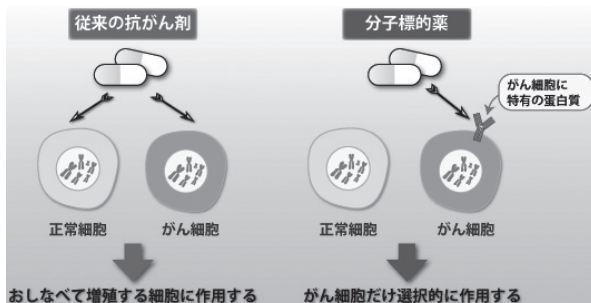 従来の抗がん剤
正常細胞
がん細胞
おしなべて増殖する細胞に作用する
分子標的薬
がん細胞に
特有の蛋白質
正常細胞
がん細胞
がん細胞だけ選択的に作用する